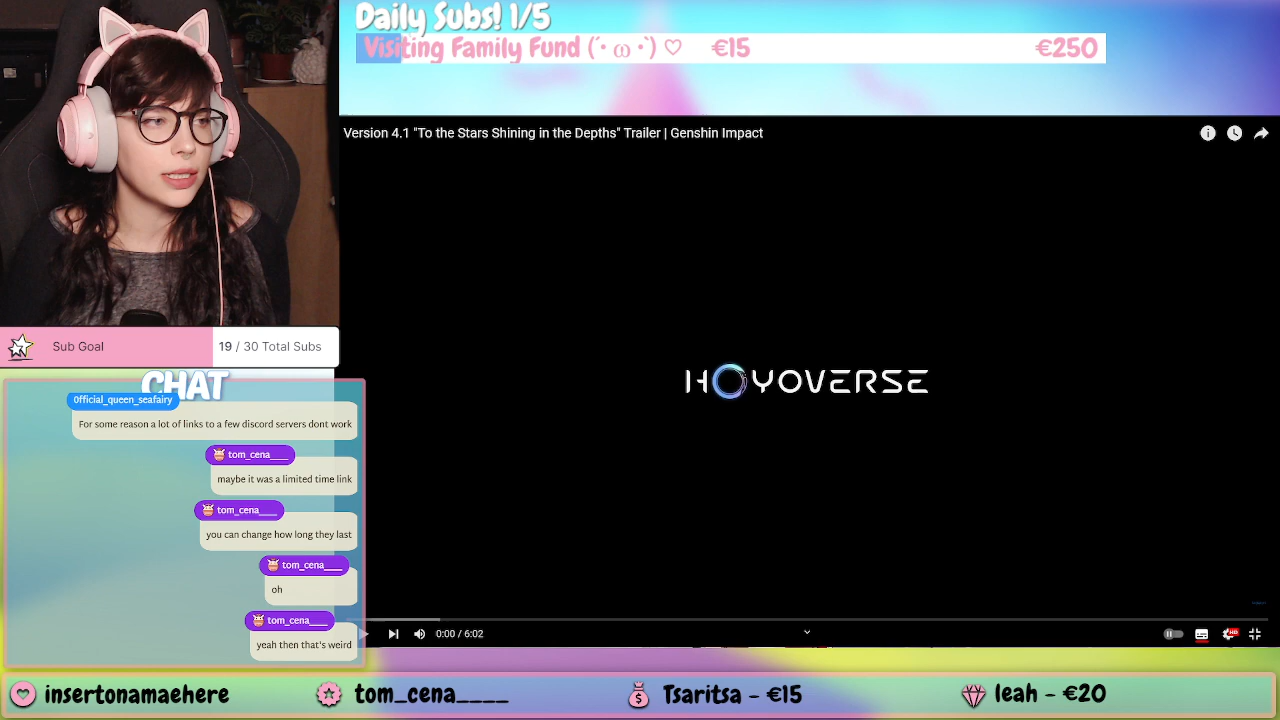 Daily Subs! 1/5
Visiting Family Fund (´・ω・`) ♡ €15 €250
Version 4.1 "To the Stars Shining in the Depths" Trailer | Genshin Impact
HOYOVERSE
Sub Goal 19 / 30 Total Subs
CHAT
0fficial_queen_seafairy
For some reason a lot of links to a few discord servers dont work
tom_cena____
maybe it was a limited time link
tom_cena____
you can change how long they last
tom_cena____
oh
tom_cena____
yeah then that's weird
0:00 / 6:02
HD
insertonamaehere tom_cena____ Tsaritsa - €15 leah - €20